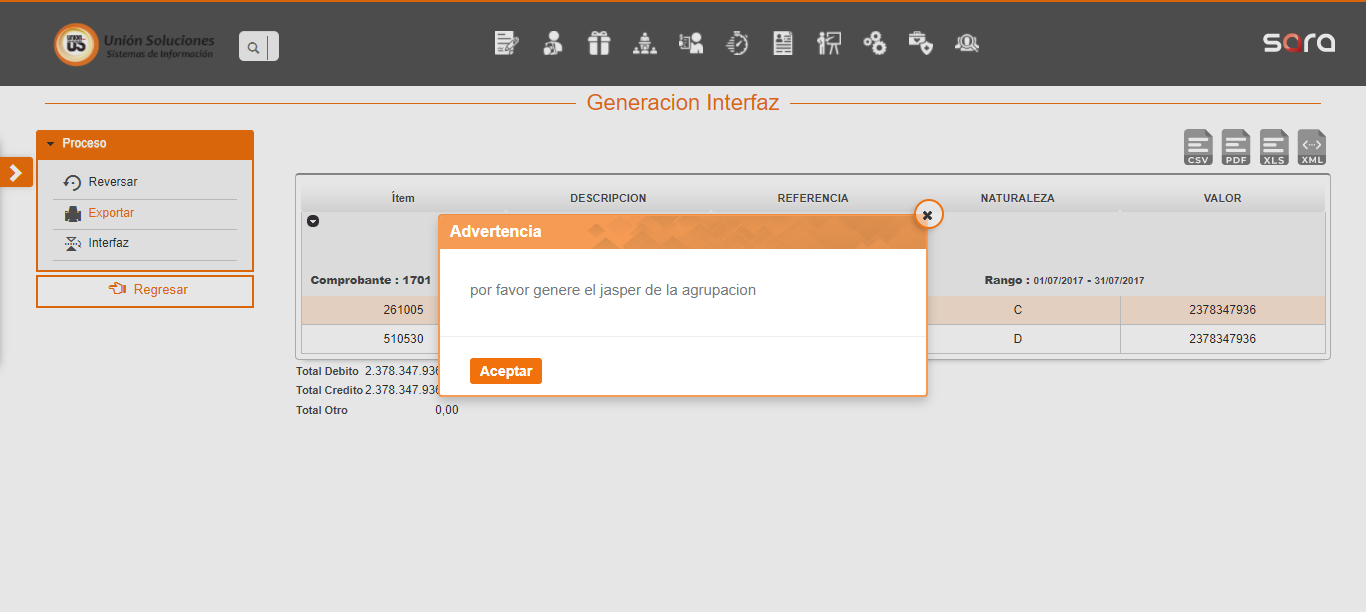 UNION
US
Unión Soluciones
Sistemas de Información
sara
Generacion Interfaz
Proceso
Reversar
Exportar
Interfaz
Regresar
CSV PDF XLS XML
Ítem DESCRIPCION REFERENCIA NATURALEZA VALOR
Comprobante : 1701 Rango : 01/07/2017 - 31/07/2017
261005 C 2378347936
510530 D 2378347936
Total Debito 2.378.347.936
Total Credito 2.378.347.936
Total Otro 0,00
Advertencia
por favor genere el jasper de la agrupacion
Aceptar